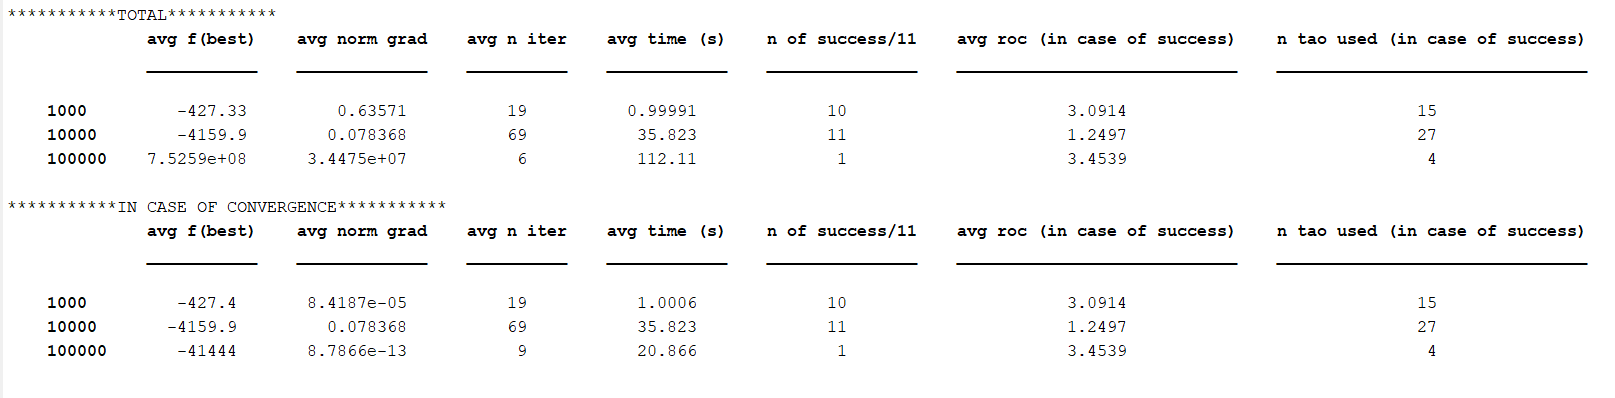 ***********TOTAL***********
avg f(best) avg norm grad avg n iter avg time (s) n of success/11 avg roc (in case of success) n tao used (in case of success)
1000 -427.33 0.63571 19 0.99991 10 3.0914 15
10000 -4159.9 0.078368 69 35.823 11 1.2497 27
100000 7.5259e+08 3.4475e+07 6 112.11 1 3.4539 4
***********IN CASE OF CONVERGENCE***********
avg f(best) avg norm grad avg n iter avg time (s) n of success/11 avg roc (in case of success) n tao used (in case of success)
1000 -427.4 8.4187e-05 19 1.0006 10 3.0914 15
10000 -4159.9 0.078368 69 35.823 11 1.2497 27
100000 -41444 8.7866e-13 9 20.866 1 3.4539 4